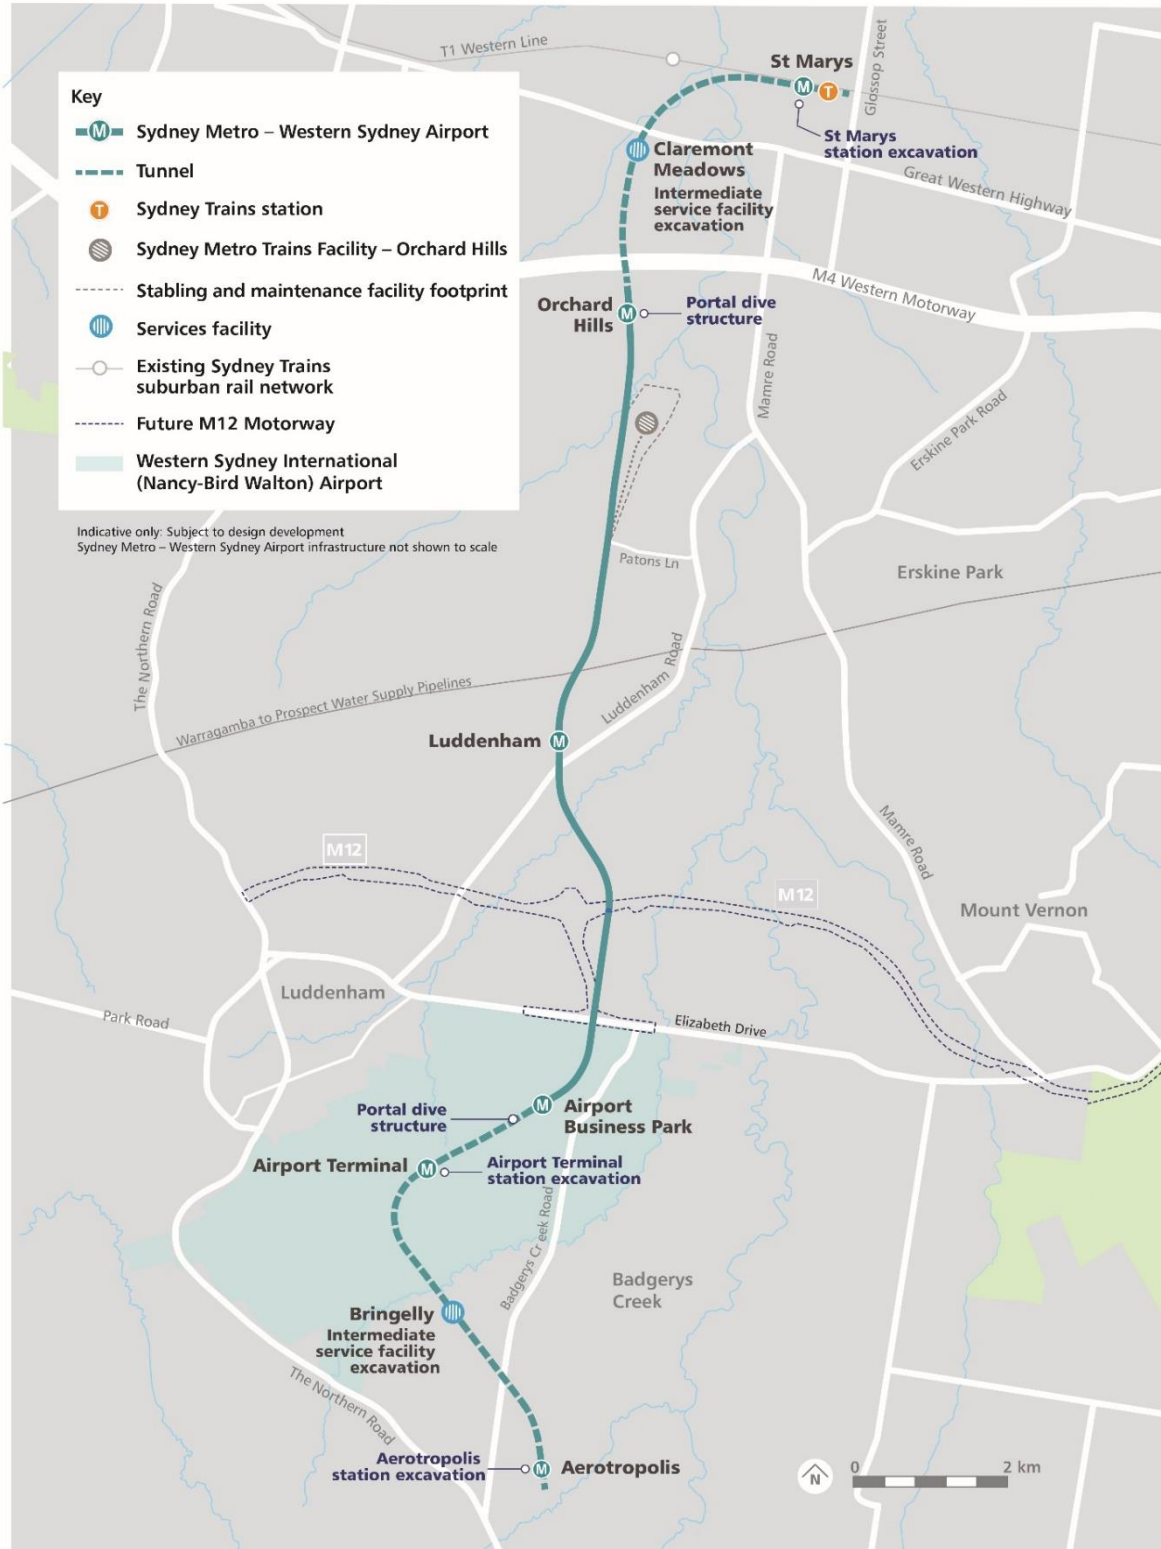 T1 Western Line
Glossop Street
St Marys
M
T
St Marys
station excavation
Key
M
Sydney Metro – Western Sydney Airport
Tunnel
T
Sydney Trains station
Sydney Metro Trains Facility – Orchard Hills
Stabling and maintenance facility footprint
Services facility
Existing Sydney Trains
suburban rail network
Future M12 Motorway
Western Sydney International
(Nancy-Bird Walton) Airport
Indicative only: Subject to design development
Sydney Metro – Western Sydney Airport infrastructure not shown to scale
Claremont
Meadows
Intermediate
service facility
excavation
Great Western Highway
M4 Western Motorway
Orchard
Hills
M
Portal dive
structure
Mamre Road
Erskine Park Road
Patons Ln
Erskine Park
The Northern Road
Warragamba to Prospect Water Supply Pipelines
Luddenham Road
Luddenham
M
Mamre Road
M12
M12
Mount Vernon
Luddenham
Park Road
Elizabeth Drive
Portal dive
structure
M
Airport
Business Park
Airport Terminal
M
Airport Terminal
station excavation
Badgerys Cr eek Road
Badgerys
Creek
Bringelly
Intermediate
service facility
excavation
The Northern Road
Aerotropolis
station excavation
M
Aerotropolis
N
0
2 km